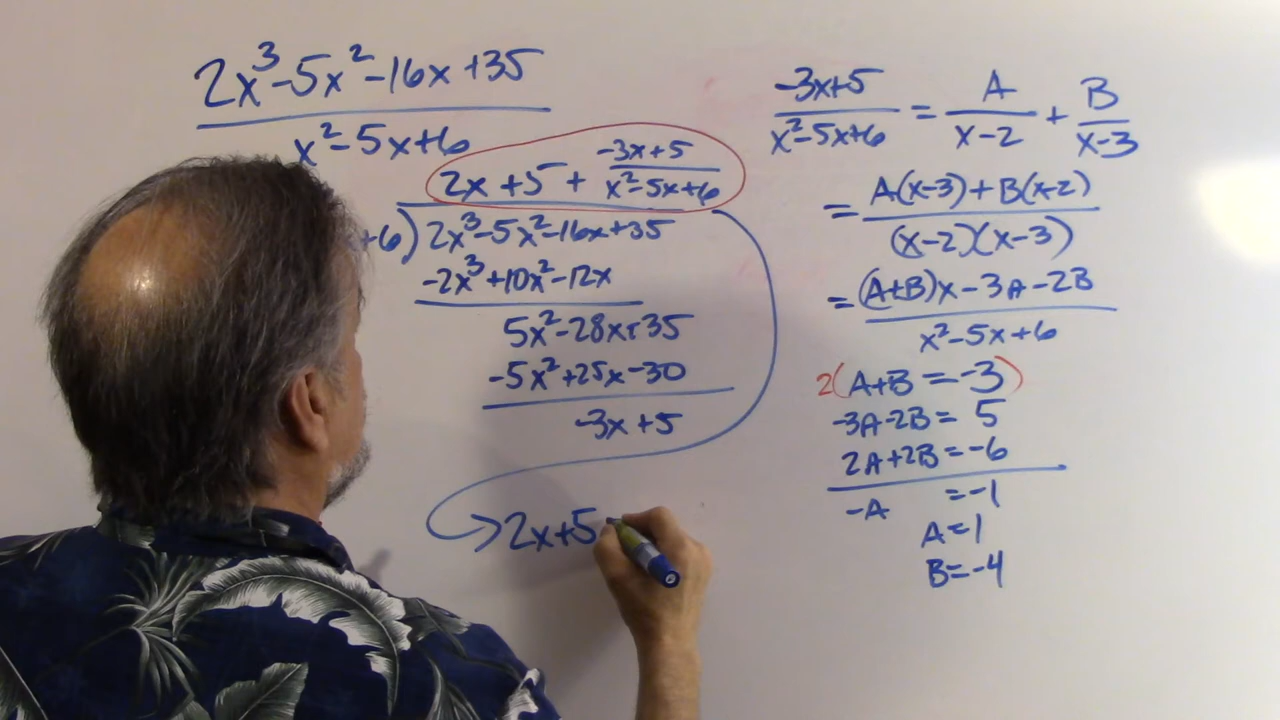 2x³-5x²-16x+35
x²-5x+6
-3x+5
2x+5+ x²-5x+6
x+6) 2x³-5x²-16x+35
-2x³+10x²-12x
5x²-28x+35
-5x²+25x-30
-3x+5
2x+5
-3x+5 = A + B
x²-5x+6 x-2 x-3
= A(x-3)+B(x-2)
(x-2)(x-3)
= (A+B)x-3A-2B
x²-5x+6
2(A+B=-3)
-3A-2B=5
2A+2B=-6
-A =-1
A=1
B=-4